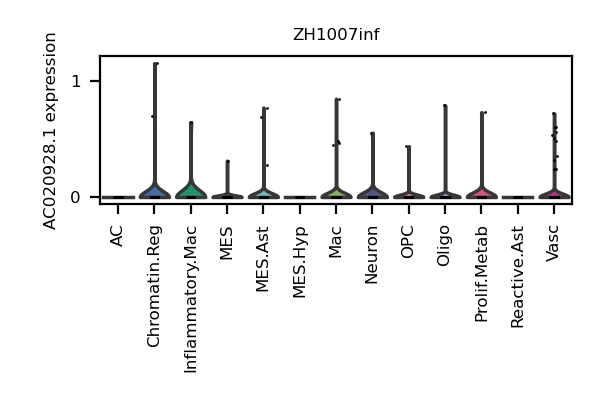 ZH1007inf
AC020928.1 expression
1
0
AC
Chromatin.Reg
Inflammatory.Mac
MES
MES.Ast
MES.Hyp
Mac
Neuron
OPC
Oligo
Prolif.Metab
Reactive.Ast
Vasc